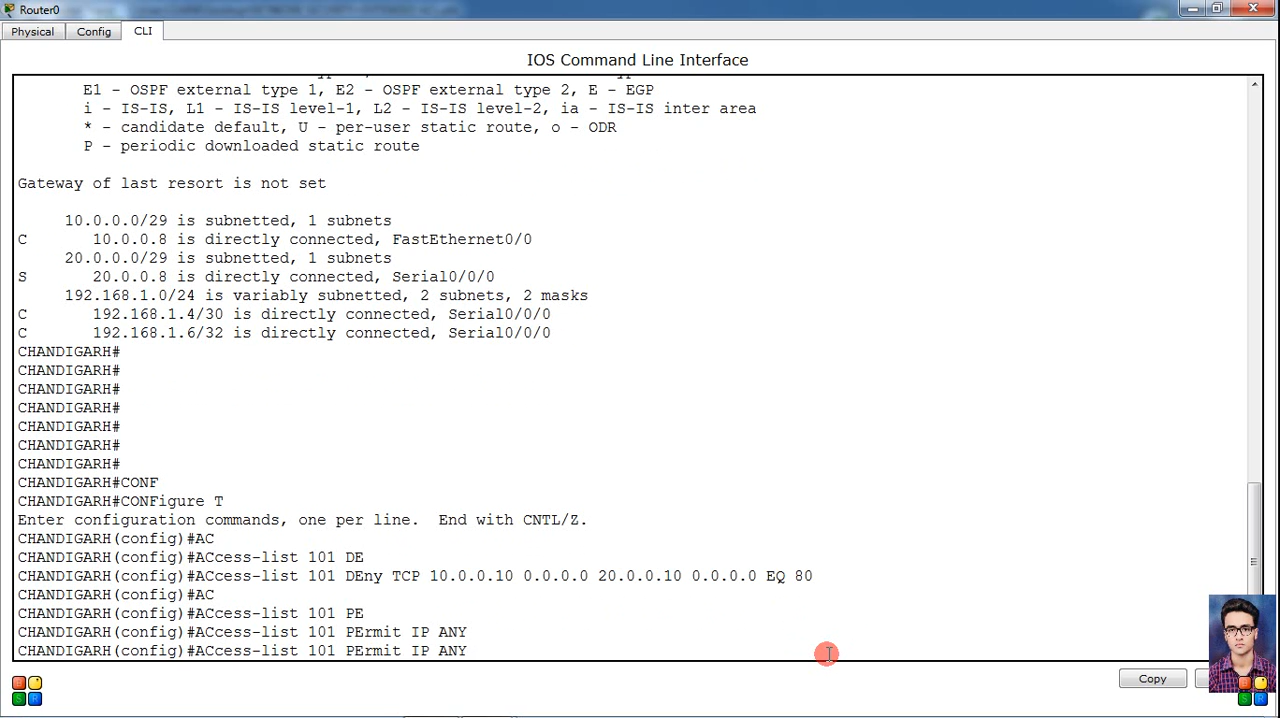 Router0
Physical Config CLI
IOS Command Line Interface
E1 - OSPF external type 1, E2 - OSPF external type 2, E - EGP
i - IS-IS, L1 - IS-IS level-1, L2 - IS-IS level-2, ia - IS-IS inter area
* - candidate default, U - per-user static route, o - ODR
P - periodic downloaded static route
Gateway of last resort is not set
10.0.0.0/29 is subnetted, 1 subnets
C 10.0.0.8 is directly connected, FastEthernet0/0
20.0.0.0/29 is subnetted, 1 subnets
S 20.0.0.8 is directly connected, Serial0/0/0
192.168.1.0/24 is variably subnetted, 2 subnets, 2 masks
C 192.168.1.4/30 is directly connected, Serial0/0/0
C 192.168.1.6/32 is directly connected, Serial0/0/0
CHANDIGARH#
CHANDIGARH#
CHANDIGARH#
CHANDIGARH#
CHANDIGARH#
CHANDIGARH#
CHANDIGARH#
CHANDIGARH#CONF
CHANDIGARH#CONFigure T
Enter configuration commands, one per line. End with CNTL/Z.
CHANDIGARH(config)#AC
CHANDIGARH(config)#ACcess-list 101 DE
CHANDIGARH(config)#ACcess-list 101 DEny TCP 10.0.0.10 0.0.0.0 20.0.0.10 0.0.0.0 EQ 80
CHANDIGARH(config)#AC
CHANDIGARH(config)#ACcess-list 101 PE
CHANDIGARH(config)#ACcess-list 101 PErmit IP ANY
CHANDIGARH(config)#ACcess-list 101 PErmit IP ANY
Copy